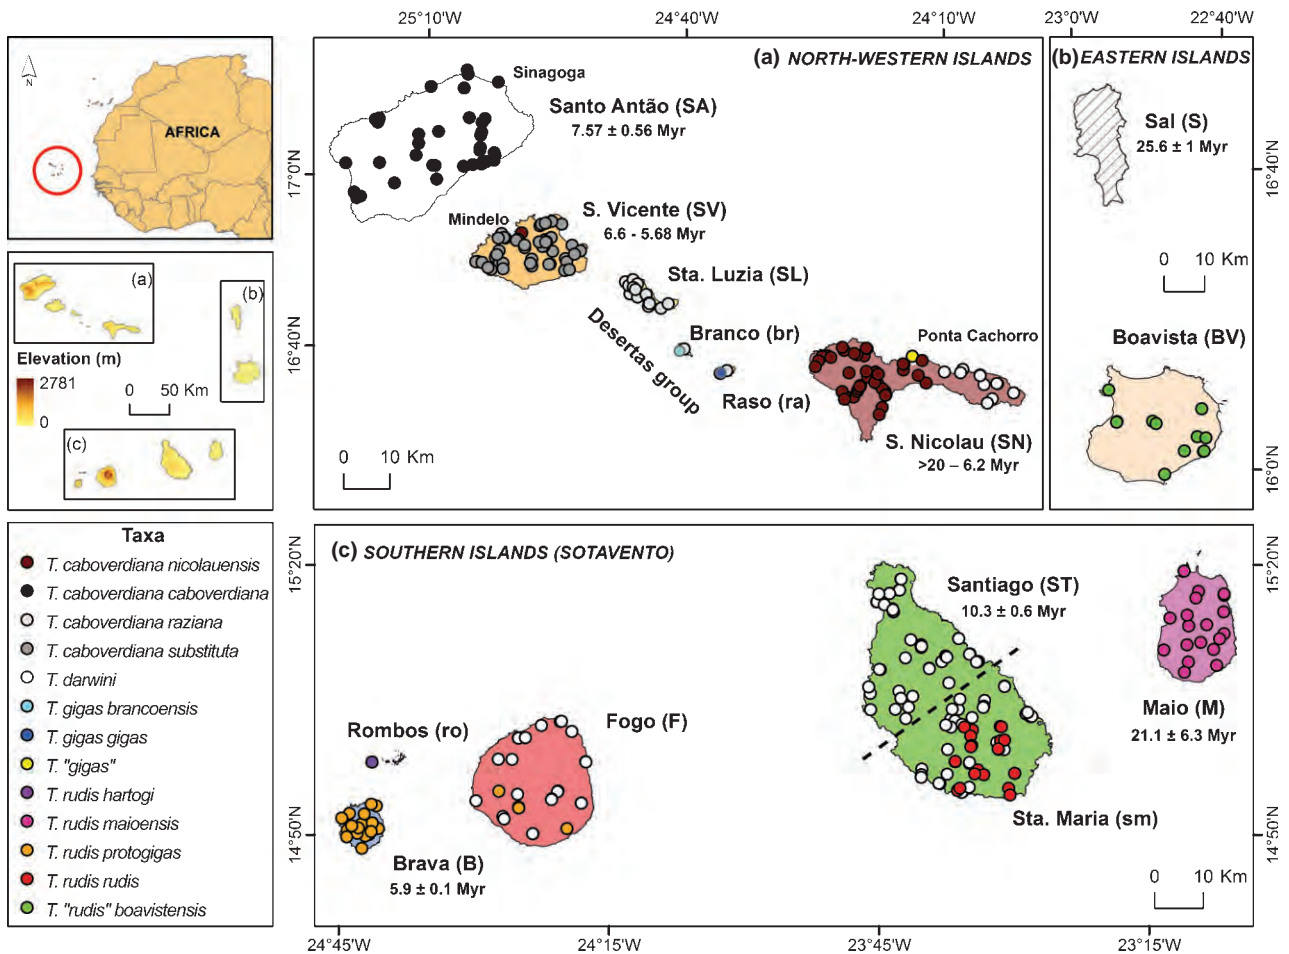 25°10'W
24°40'W
24°10'W
23°0'W
22°40'W
N
AFRICA
(a) NORTH-WESTERN ISLANDS
Sinagoga
Santo Antão (SA)
7.57 ± 0.56 Myr
17°0'N
Mindelo
S. Vicente (SV)
6.6 - 5.68 Myr
Sta. Luzia (SL)
Desertas group
Branco (br)
Raso (ra)
Ponta Cachorro
S. Nicolau (SN)
>20 – 6.2 Myr
16°40'N
0 10 Km
(b) EASTERN ISLANDS
Sal (S)
25.6 ± 1 Myr
16°40'N
0 10 Km
Boavista (BV)
16°0'N
(a)
(b)
Elevation (m)
2781
0
0 50 Km
(c)
Taxa
T. caboverdiana nicolauensis
T. caboverdiana caboverdiana
T. caboverdiana raziana
T. caboverdiana substituta
T. darwini
T. gigas brancoensis
T. gigas gigas
T. "gigas"
T. rudis hartogi
T. rudis maioensis
T. rudis protogigas
T. rudis rudis
T. "rudis" boavistensis
(c) SOUTHERN ISLANDS (SOTAVENTO)
15°20'N
15°20'N
Santiago (ST)
10.3 ± 0.6 Myr
Maio (M)
21.1 ± 6.3 Myr
Rombos (ro)
Fogo (F)
Sta. Maria (sm)
Brava (B)
5.9 ± 0.1 Myr
14°50'N
14°50'N
0 10 Km
24°45'W
24°15'W
23°45'W
23°15'W